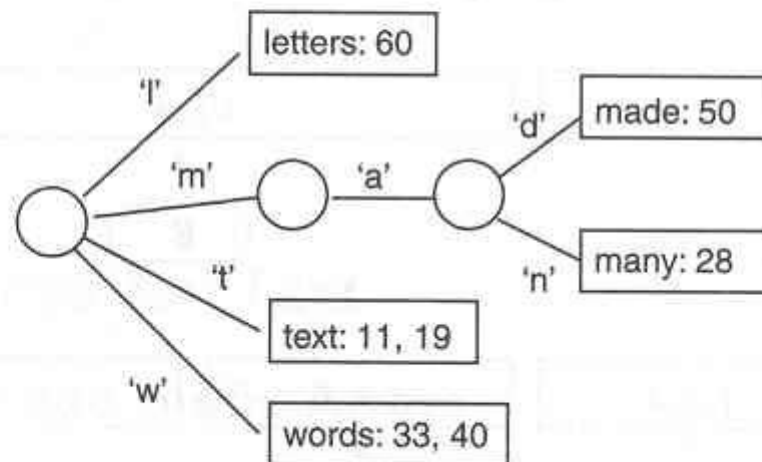 letters: 60
'l'
'd'
made: 50
'm'
'a'
'n'
many: 28
't'
text: 11, 19
'w'
words: 33, 40